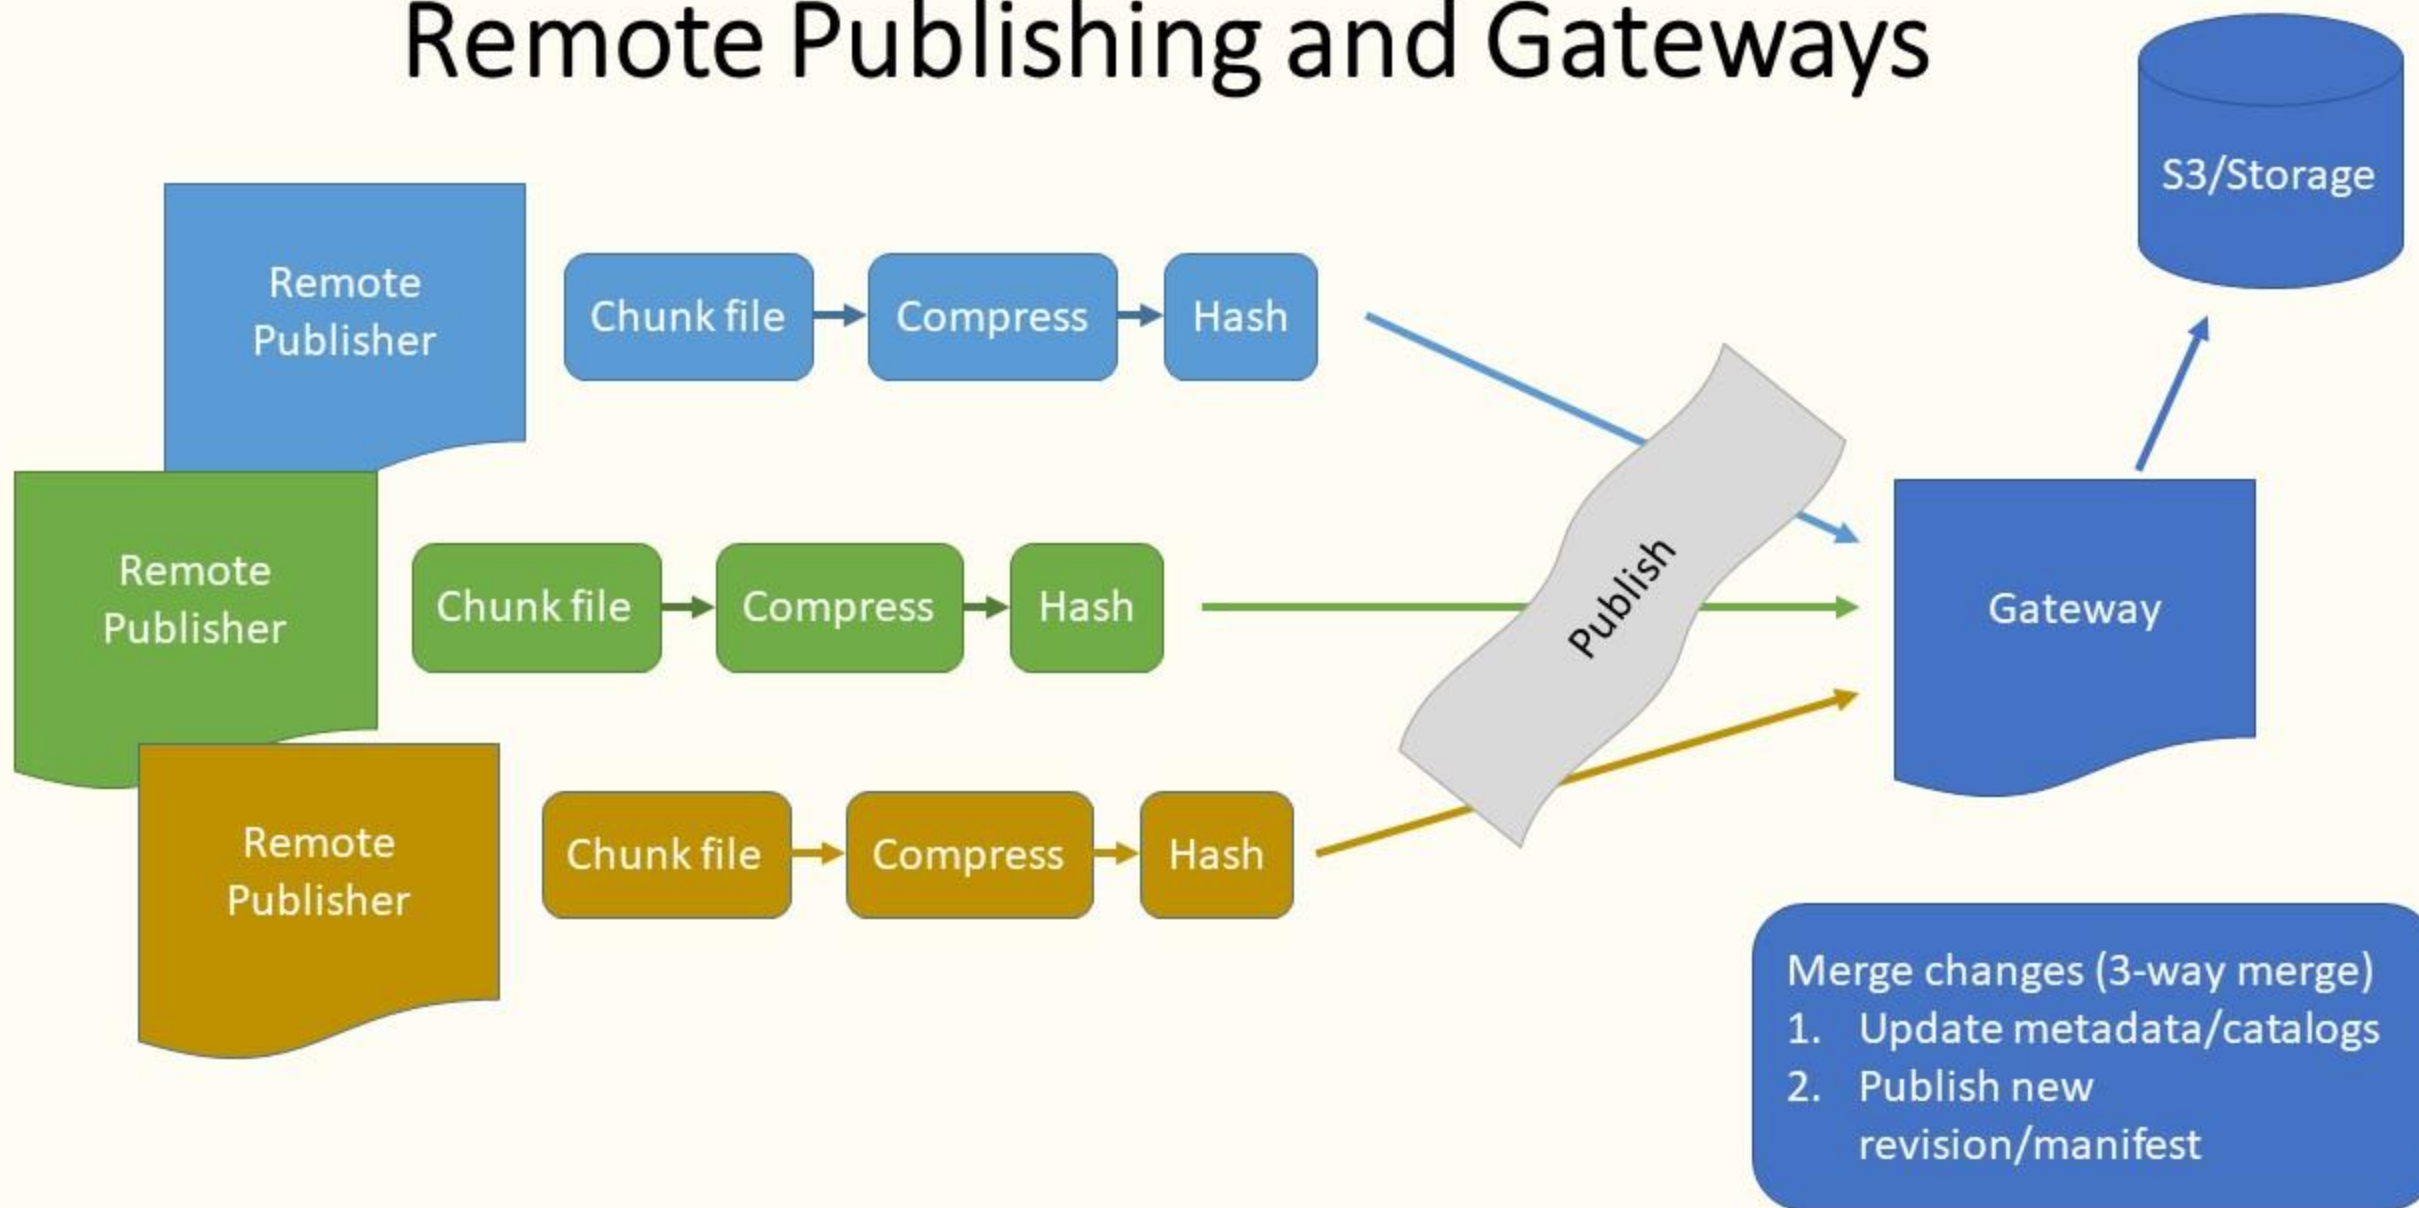 Remote Publishing and Gateways
S3/Storage
Remote
Publisher
Chunk file
Compress
Hash
Remote
Publisher
Chunk file
Compress
Hash
Publish
Gateway
Remote
Publisher
Chunk file
Compress
Hash
Merge changes (3-way merge)
1. Update metadata/catalogs
2. Publish new
revision/manifest